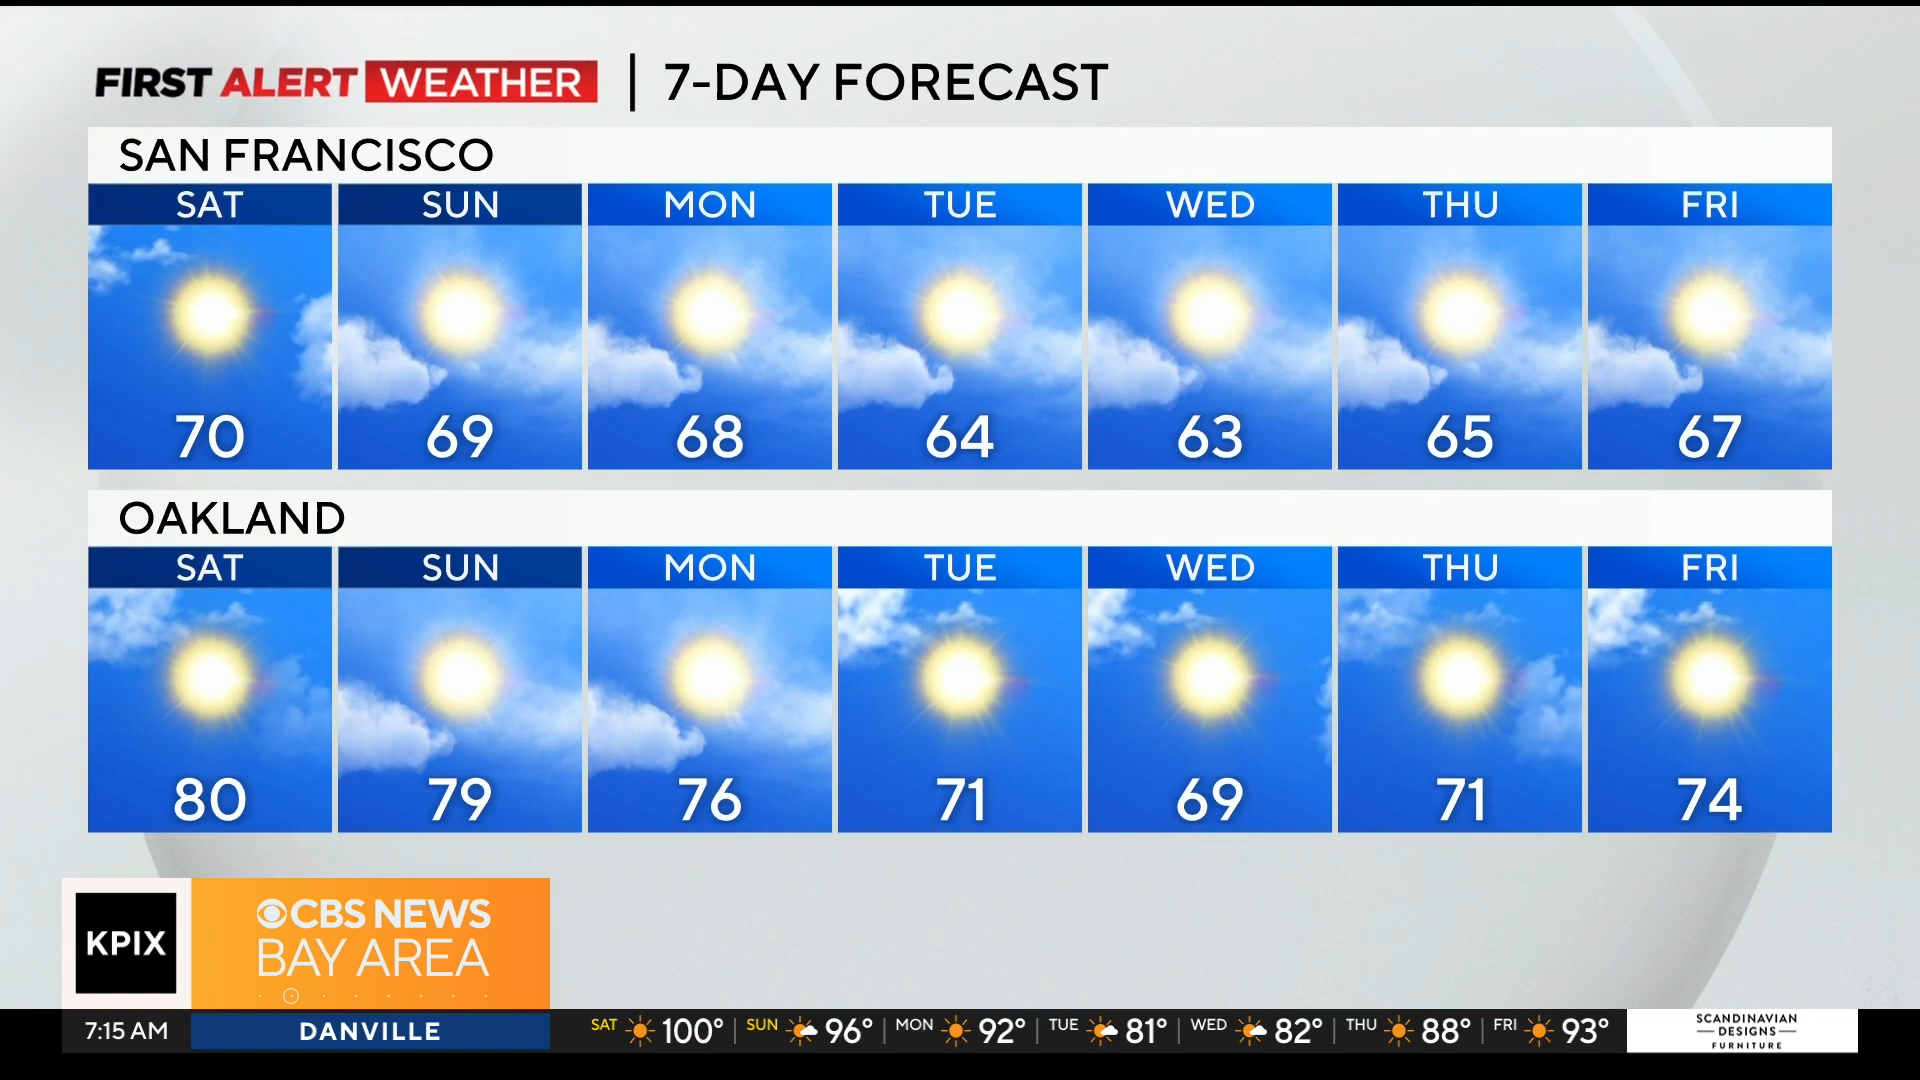 FIRST ALERT WEATHER | 7-DAY FORECAST
SAN FRANCISCO
SAT SUN MON TUE WED THU FRI
70 69 68 64 63 65 67
OAKLAND
SAT SUN MON TUE WED THU FRI
80 79 76 71 69 71 74
KPIX
CBS NEWS
BAY AREA
7:15 AM DANVILLE SAT 100° | SUN 96° | MON 92° | TUE 81° | WED 82° | THU 88° | FRI 93°
SCANDINAVIAN
DESIGNS
FURNITURE